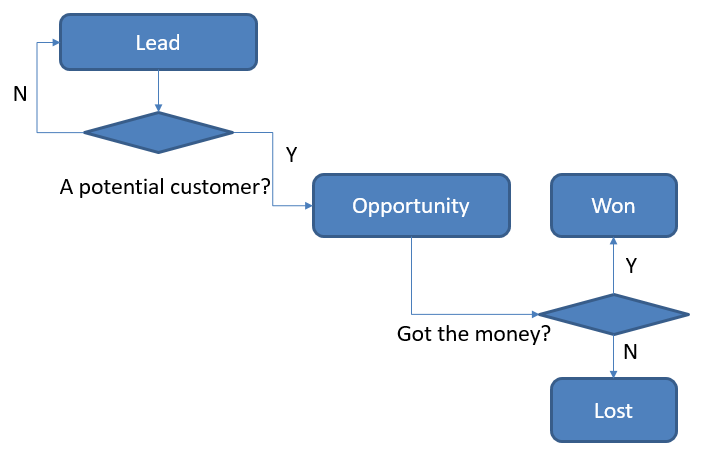 Lead
N
Y
A potential customer?
Opportunity
Won
Y
Got the money?
N
Lost